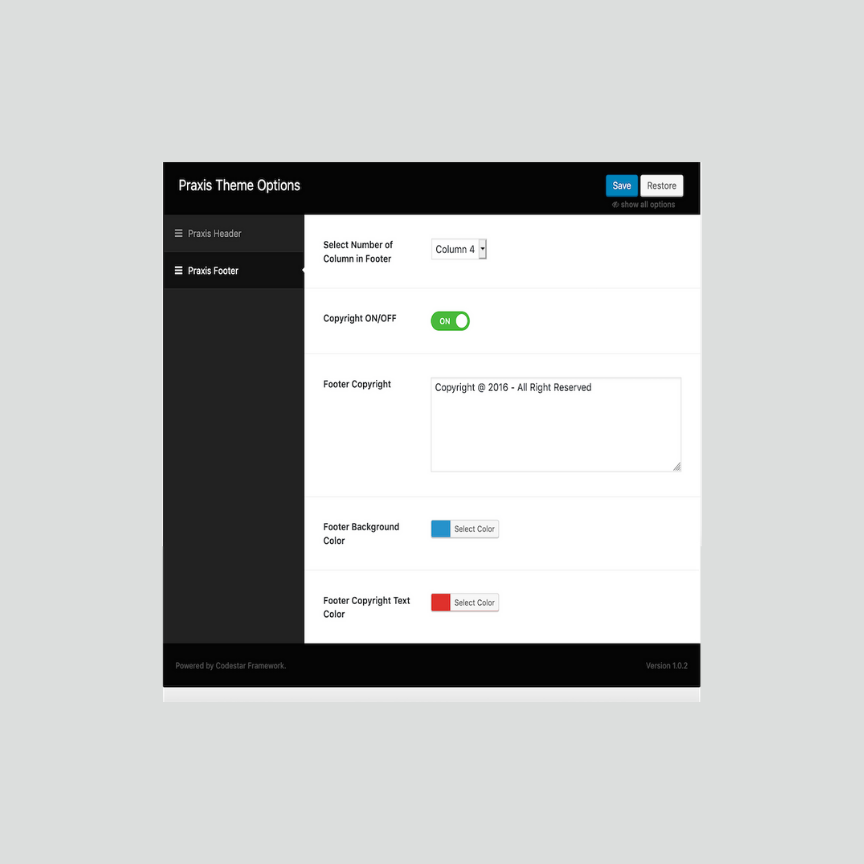 Praxis Theme Options
Save
Restore
show all options
Praxis Header
Praxis Footer
Select Number of
Column in Footer
Column 4
Copyright ON/OFF
ON
Footer Copyright
Copyright @ 2016 - All Right Reserved
Footer Background
Color
Select Color
Footer Copyright Text
Color
Select Color
Powered by Codestar Framework.
Version 1.0.2